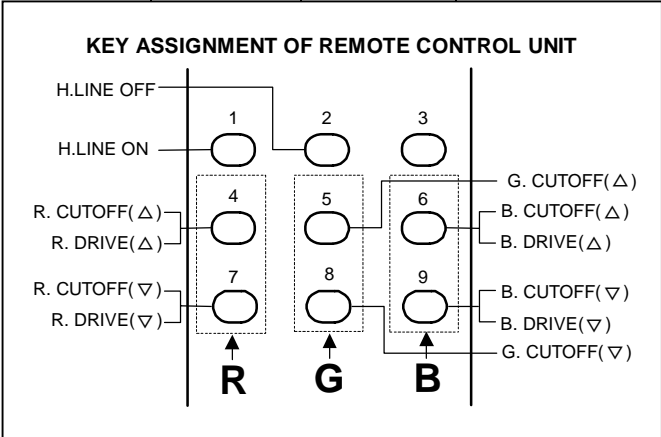 KEY ASSIGNMENT OF REMOTE CONTROL UNIT
H.LINE OFF
1 2 3
H.LINE ON
G. CUTOFF(△)
4 5 6
R. CUTOFF(△)
B. CUTOFF(△)
R. DRIVE(△)
B. DRIVE(△)
7 8 9
R. CUTOFF(▽)
B. CUTOFF(▽)
R. DRIVE(▽)
B. DRIVE(▽)
G. CUTOFF(▽)
R G B